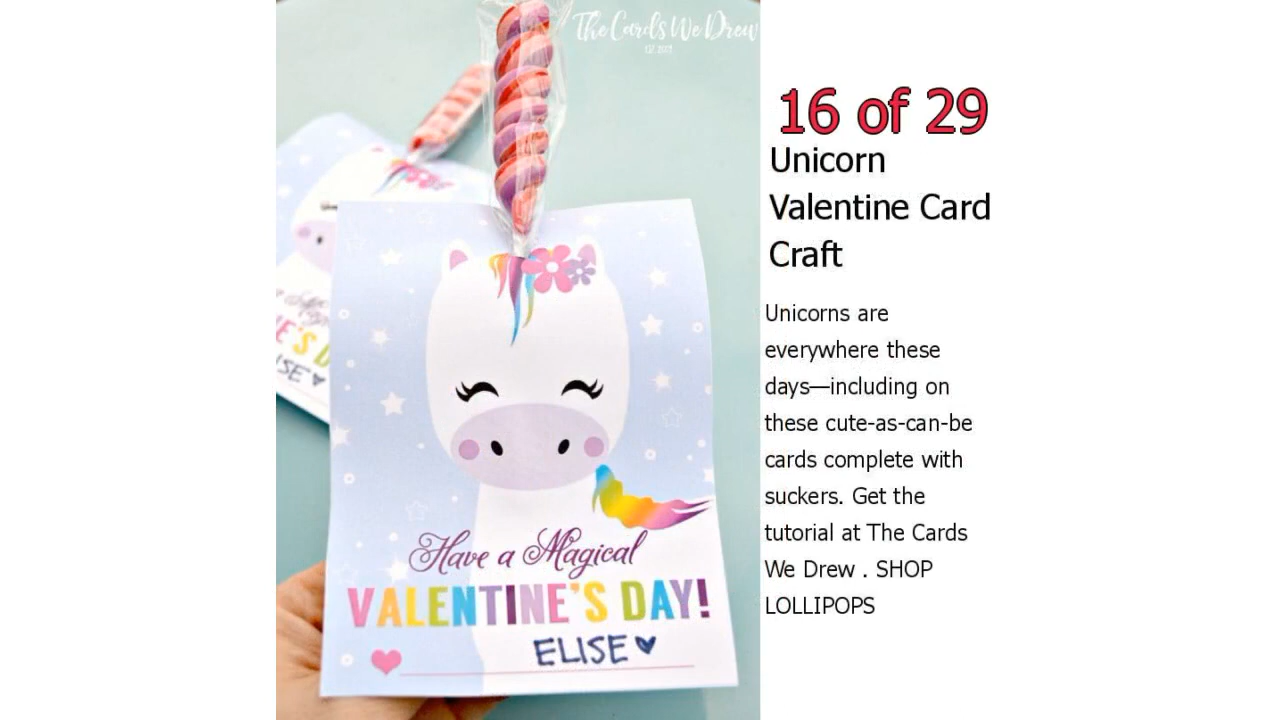 The Cards We Drew
EST. 2019
16 of 29
Unicorn
Valentine Card
Craft
Unicorns are
everywhere these
days—including on
these cute-as-can-be
cards complete with
suckers. Get the
tutorial at The Cards
We Drew . SHOP
LOLLIPOPS
Have a Magical
VALENTINE'S DAY!
ELISE